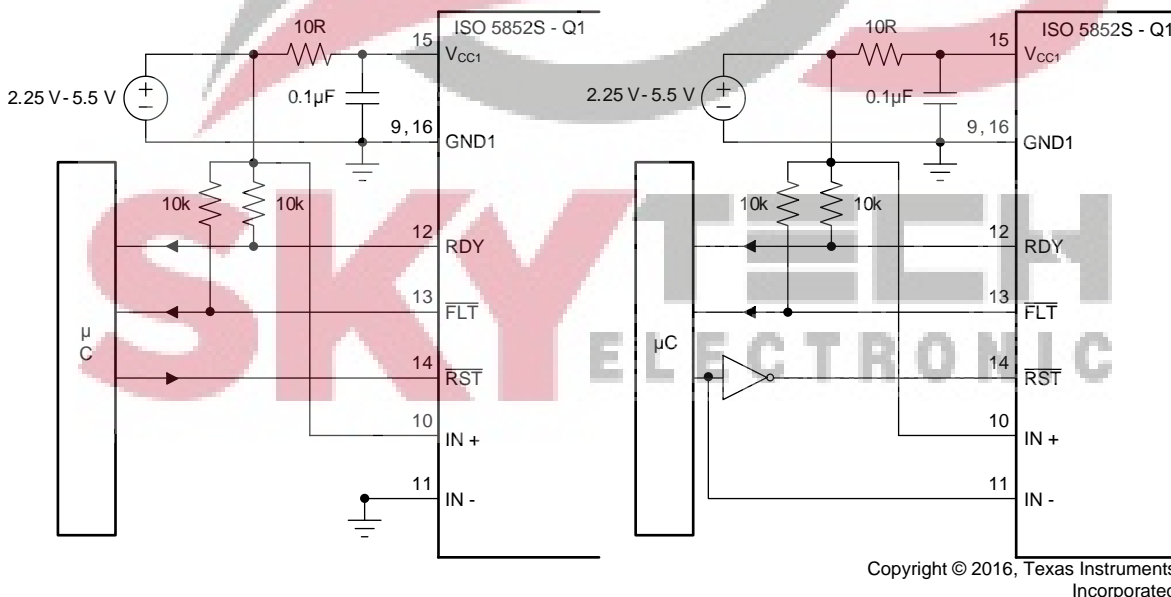 ISO 5852S - Q1
10R
15
VCC1
2.25 V - 5.5 V
0.1µF
9, 16
GND1
10k
10k
12
RDY
13
FLT
µ
C
14
RST
10
IN +
11
IN -
ISO 5852S - Q1
10R
15
VCC1
2.25 V - 5.5 V
0.1µF
9, 16
GND1
10k
10k
12
RDY
13
FLT
µC
14
RST
10
IN +
11
IN -
SKY TECH
ELECTRONIC
Copyright © 2016, Texas Instruments
Incorporated